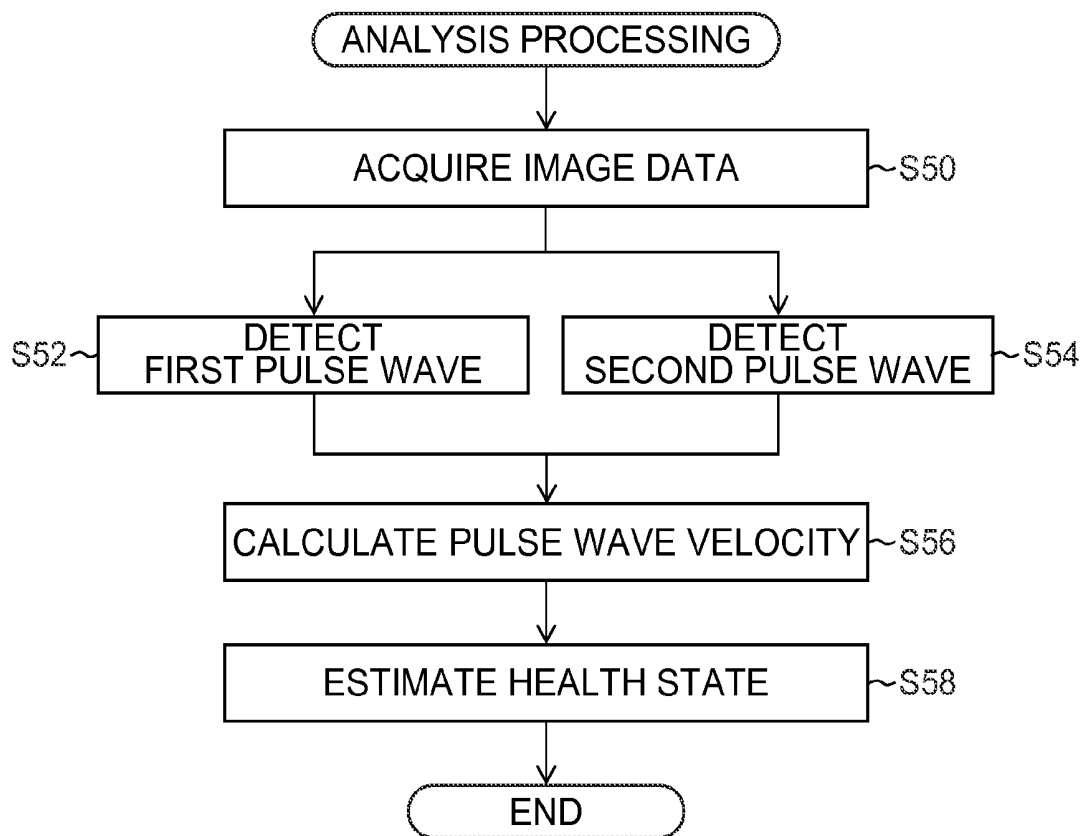 ANALYSIS PROCESSING
ACQUIRE IMAGE DATA
S50
S52
DETECT
FIRST PULSE WAVE
DETECT
SECOND PULSE WAVE
S54
CALCULATE PULSE WAVE VELOCITY
S56
ESTIMATE HEALTH STATE
S58
END